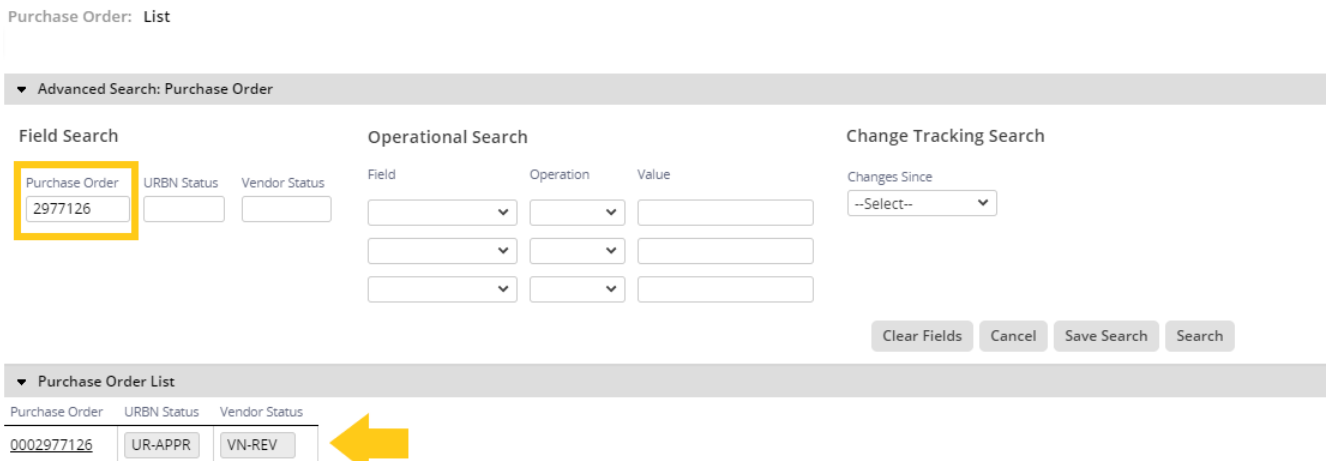 Purchase Order: List
Advanced Search: Purchase Order
Field Search
Purchase Order URBN Status Vendor Status
2977126
Operational Search
Field Operation Value
Change Tracking Search
Changes Since
--Select--
Clear Fields Cancel Save Search Search
Purchase Order List
Purchase Order URBN Status Vendor Status
0002977126 UR-APPR VN-REV